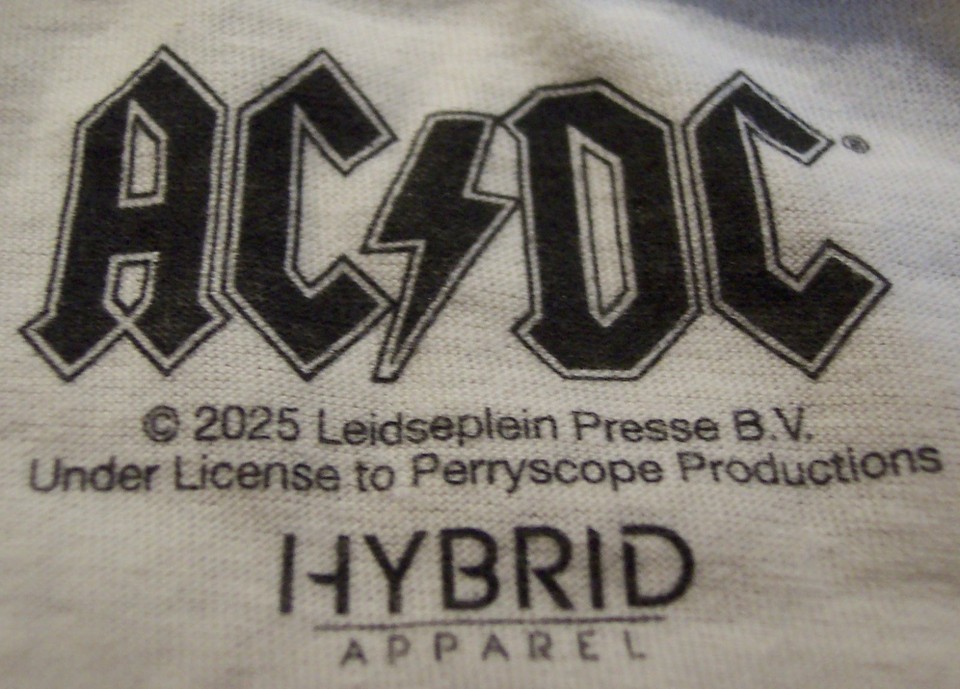 AC⚡DC®
© 2025 Leidseplein Presse B.V.
Under License to Perryscope Productions
HYBRID
APPAREL